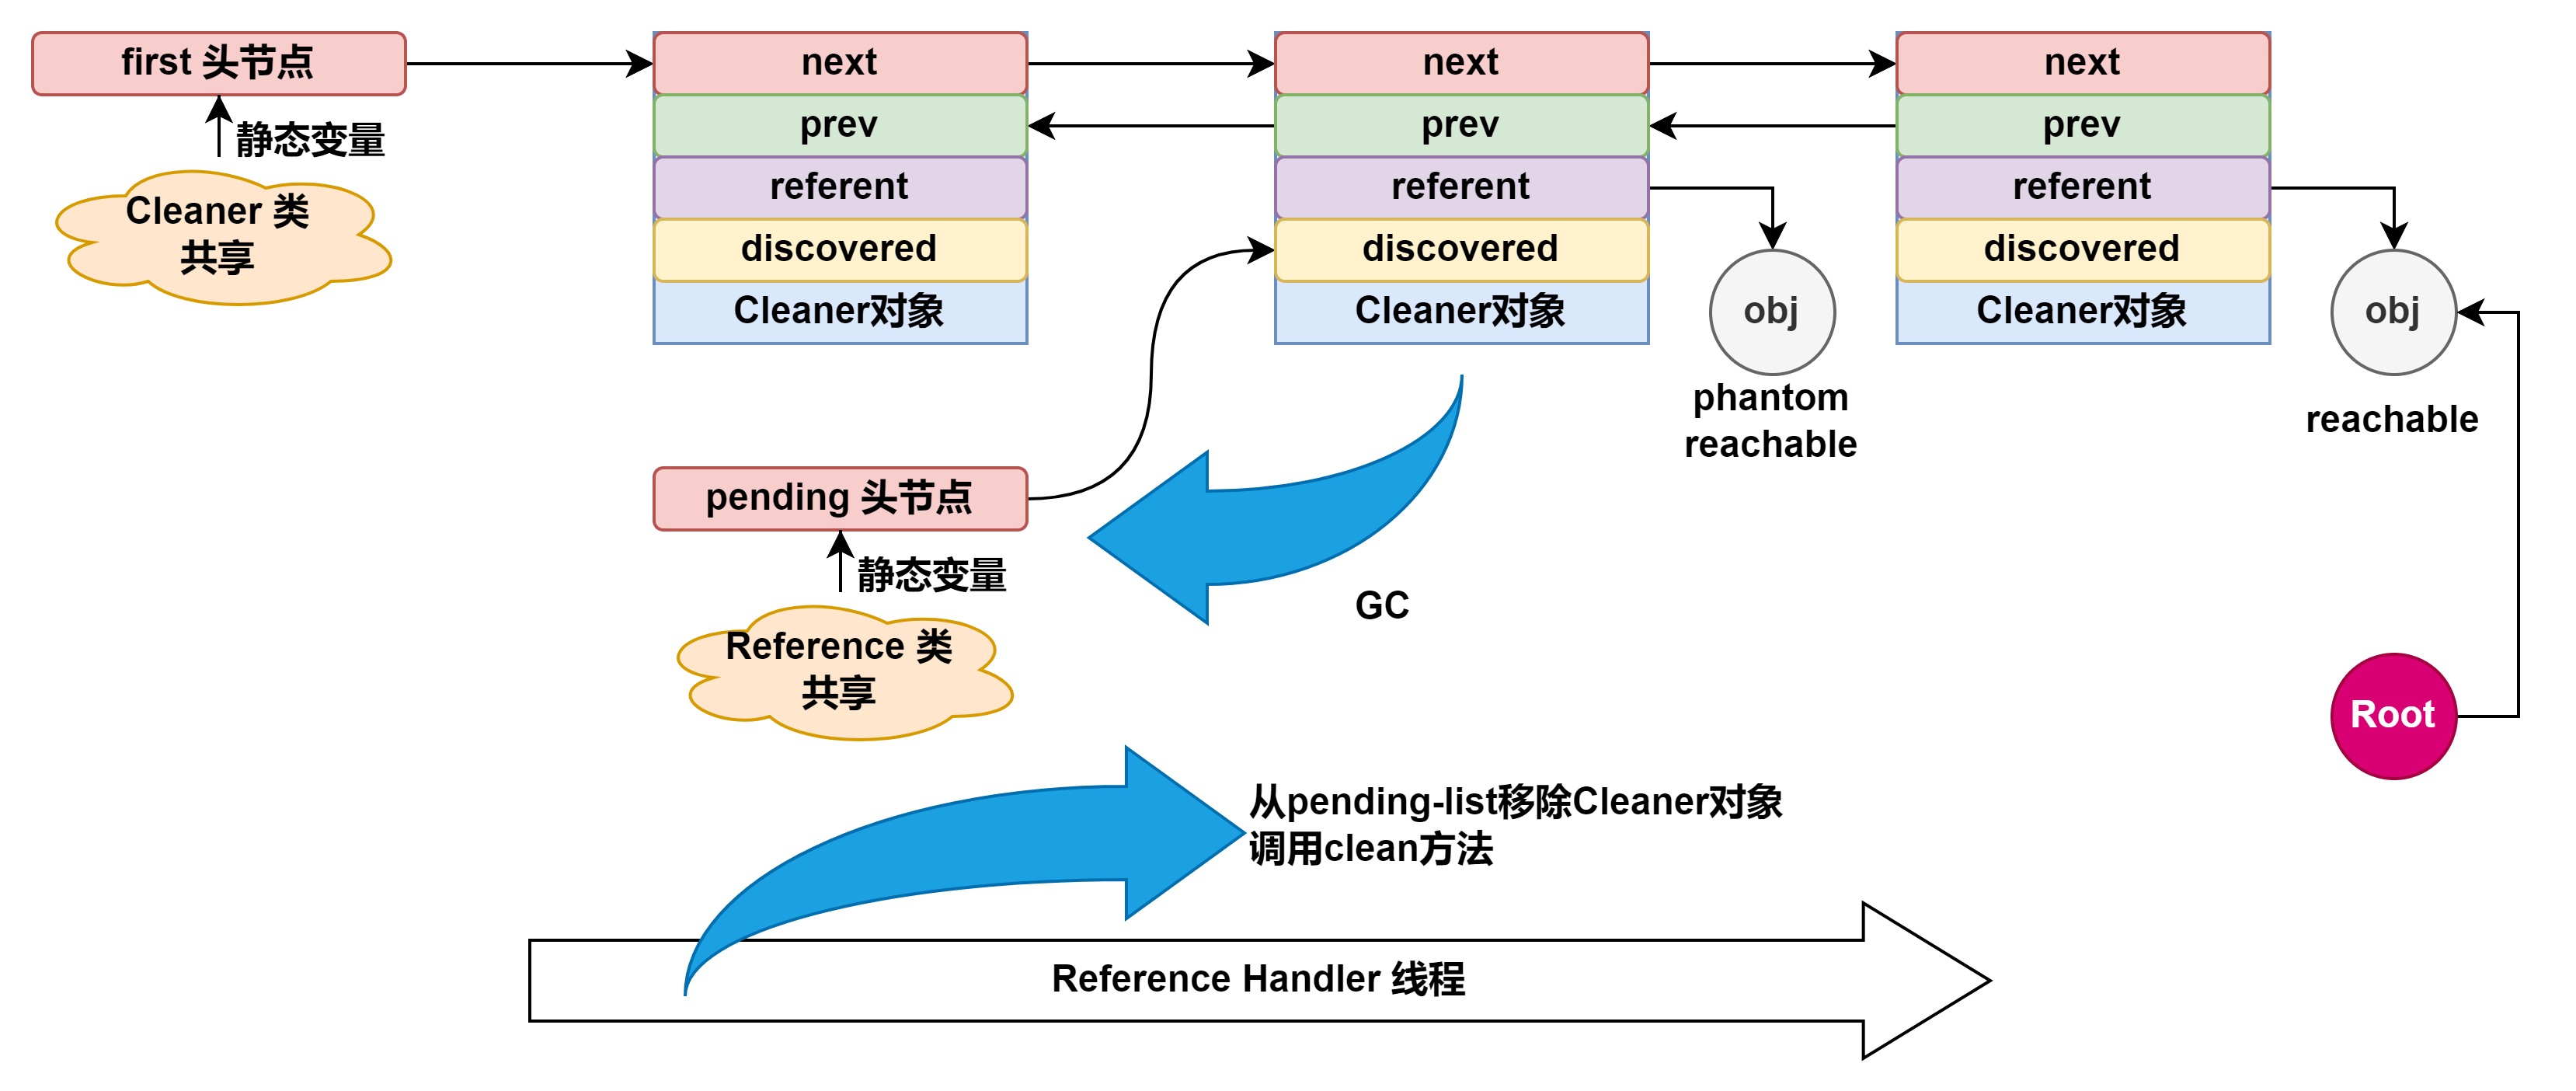 first 头节点
静态变量
Cleaner 类
共享
next
prev
referent
discovered
Cleaner对象
next
prev
referent
discovered
Cleaner对象
obj
phantom
reachable
next
prev
referent
discovered
Cleaner对象
obj
reachable
pending 头节点
静态变量
Reference 类
共享
GC
Root
从pending-list移除Cleaner对象
调用clean方法
Reference Handler 线程